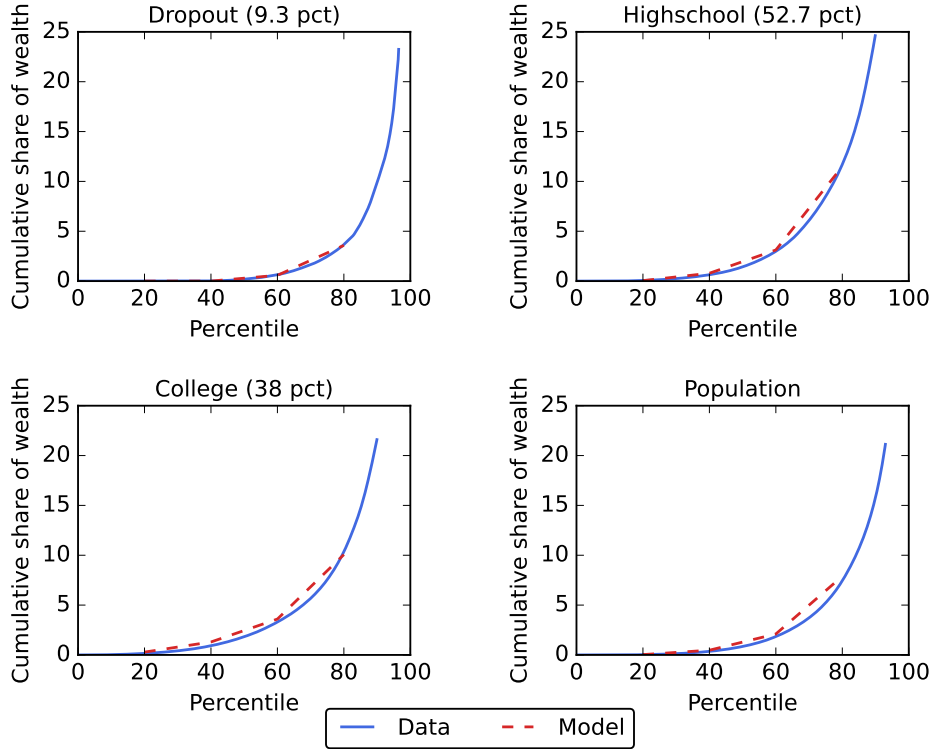 Dropout (9.3 pct)
Cumulative share of wealth
25
20
15
10
5
0
0 20 40 60 80 100
Percentile
Highschool (52.7 pct)
Cumulative share of wealth
25
20
15
10
5
0
0 20 40 60 80 100
Percentile
College (38 pct)
Cumulative share of wealth
25
20
15
10
5
0
0 20 40 60 80 100
Percentile
Population
Cumulative share of wealth
25
20
15
10
5
0
0 20 40 60 80 100
Percentile
Data Model